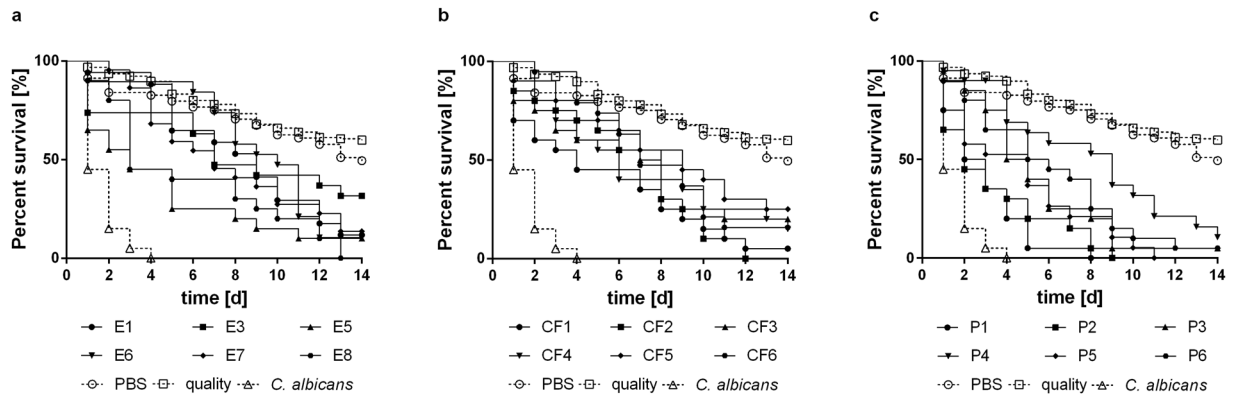 a
Percent survival [%]
100
50
0
0 2 4 6 8 10 12 14
time [d]
E1 E3 E5
E6 E7 E8
PBS quality C. albicans
b
Percent survival [%]
100
50
0
0 2 4 6 8 10 12 14
time [d]
CF1 CF2 CF3
CF4 CF5 CF6
PBS quality C. albicans
c
Percent survival [%]
100
50
0
0 2 4 6 8 10 12 14
time [d]
P1 P2 P3
P4 P5 P6
PBS quality C. albicans